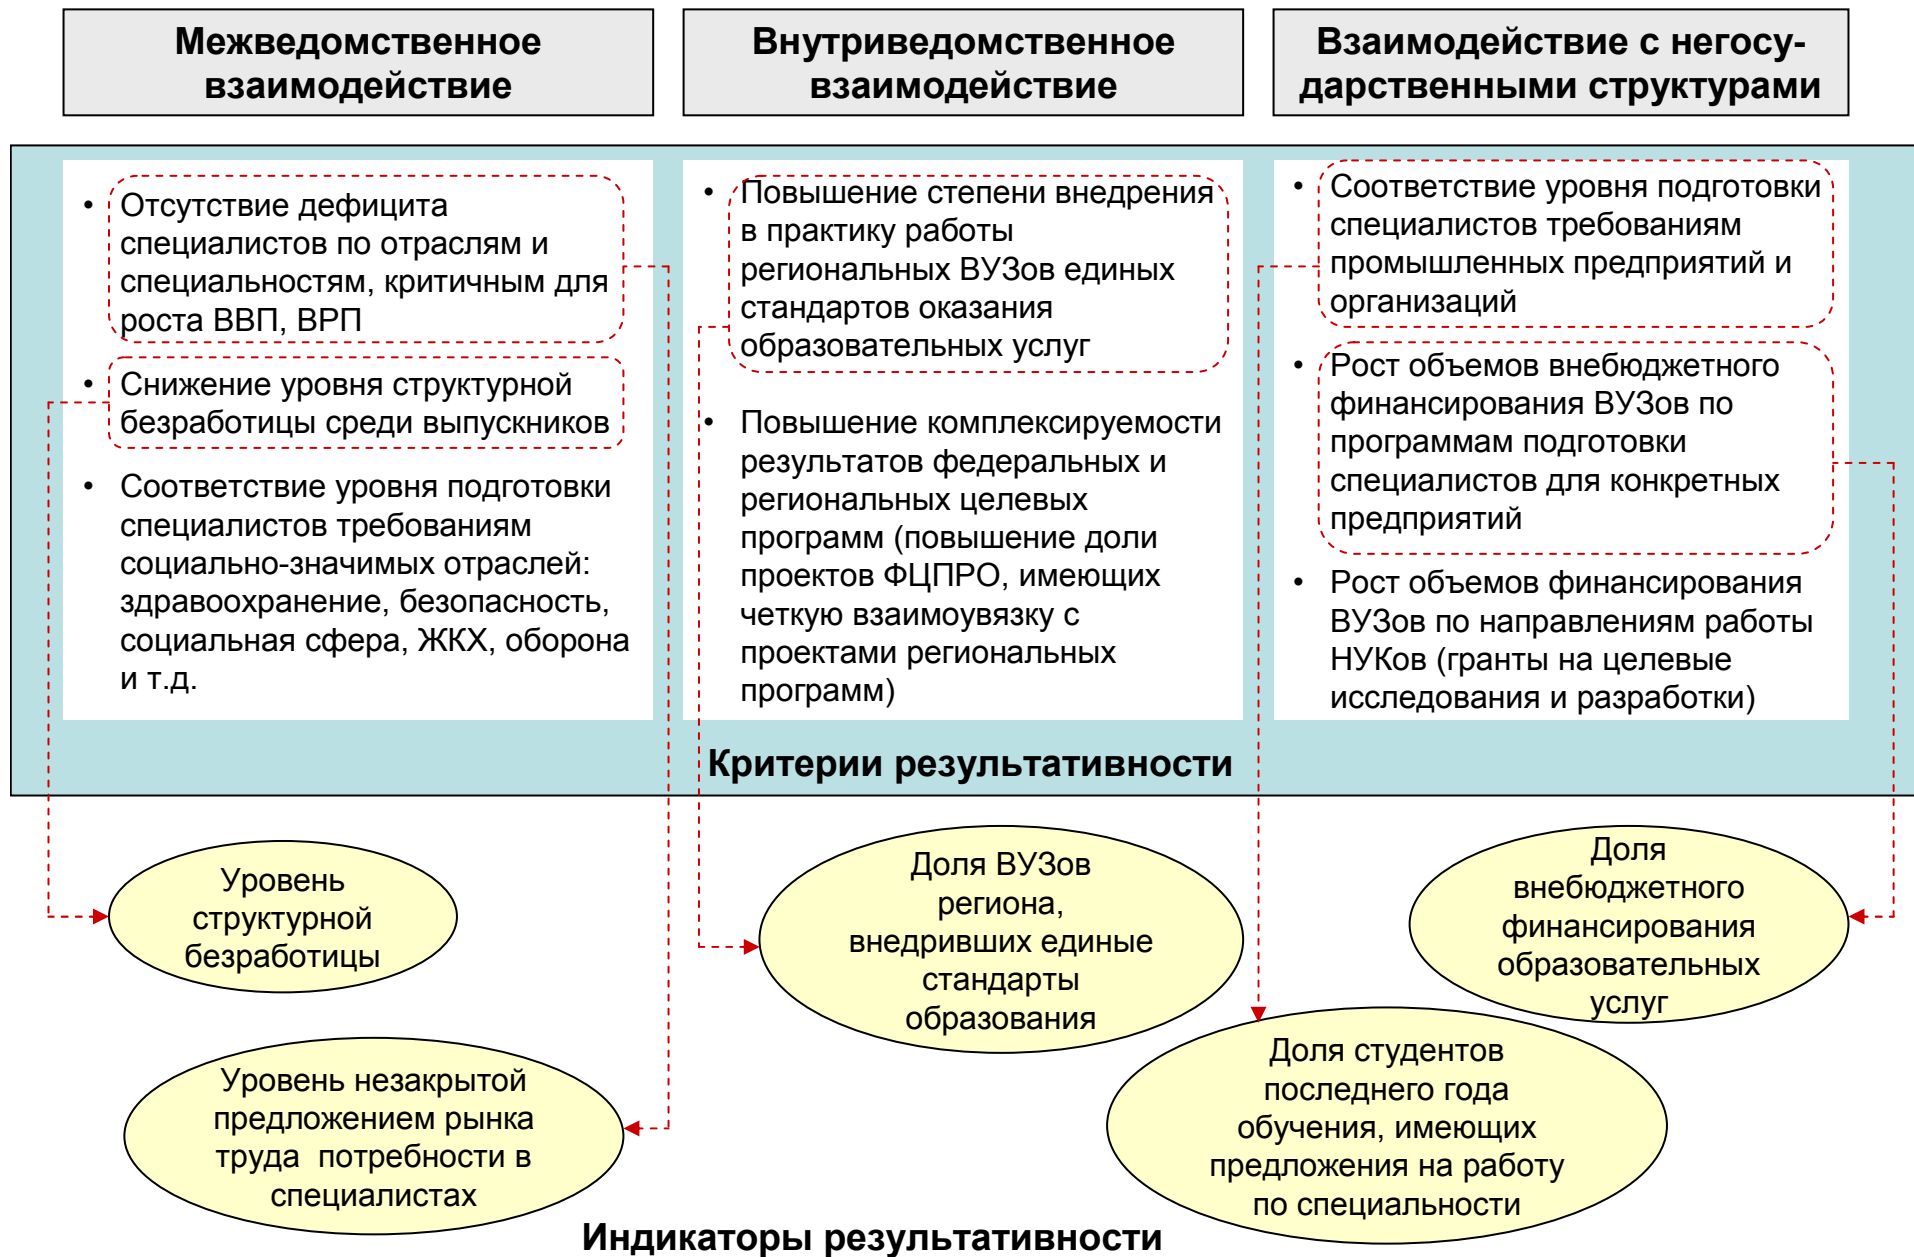 Межведомственное
взаимодействие
Внутриведомственное
взаимодействие
Взаимодействие с негосу-
дарственными структурами
• Отсутствие дефицита
специалистов по отраслям и
специальностям, критичным для
роста ВВП, ВРП
• Снижение уровня структурной
безработицы среди выпускников
• Соответствие уровня подготовки
специалистов требованиям
социально-значимых отраслей:
здравоохранение, безопасность,
социальная сфера, ЖКХ, оборона
и т.д.
• Повышение степени внедрения
в практику работы
региональных ВУЗов единых
стандартов оказания
образовательных услуг
• Повышение комплексируемости
результатов федеральных и
региональных целевых
программ (повышение доли
проектов ФЦПРО, имеющих
четкую взаимоувязку с
проектами региональных
программ)
• Соответствие уровня подготовки
специалистов требованиям
промышленных предприятий и
организаций
• Рост объемов внебюджетного
финансирования ВУЗов по
программам подготовки
специалистов для конкретных
предприятий
• Рост объемов финансирования
ВУЗов по направлениям работы
НУКов (гранты на целевые
исследования и разработки)
Критерии результативности
Уровень
структурной
безработицы
Уровень незакрытой
предложением рынка
труда потребности в
специалистах
Доля ВУЗов
региона,
внедривших единые
стандарты
образования
Доля студентов
последнего года
обучения, имеющих
предложения на работу
по специальности
Доля
внебюджетного
финансирования
образовательных
услуг
Индикаторы результативности